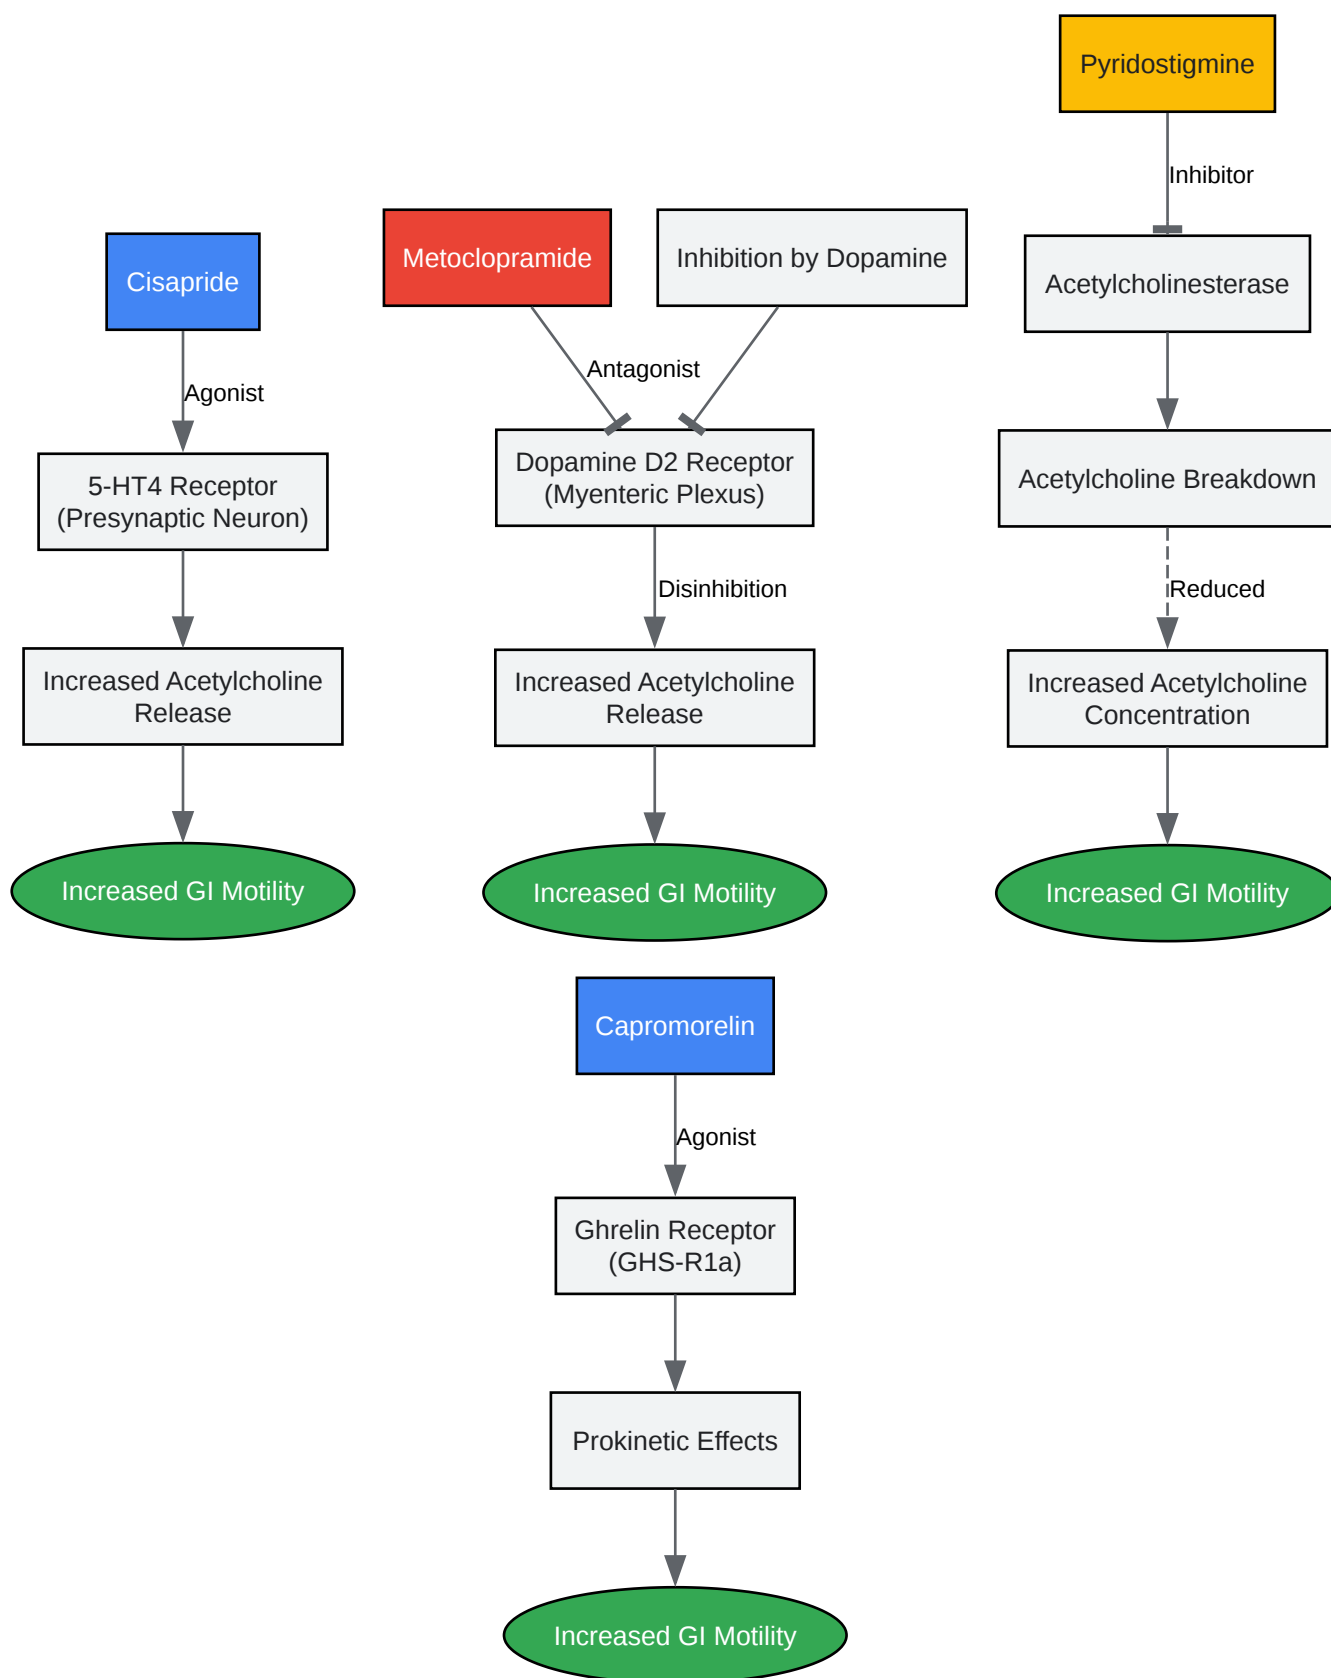 Pyridostigmine
Inhibitor
Metoclopramide
Inhibition by Dopamine
Cisapride
Acetylcholinesterase
Antagonist
Agonist
5-HT4 Receptor
(Presynaptic Neuron)
Dopamine D2 Receptor
(Myenteric Plexus)
Acetylcholine Breakdown
Disinhibition
Reduced
Increased Acetylcholine
Release
Increased Acetylcholine
Release
Increased Acetylcholine
Concentration
Increased GI Motility
Increased GI Motility
Increased GI Motility
Capromorelin
Agonist
Ghrelin Receptor
(GHS-R1a)
Prokinetic Effects
Increased GI Motility